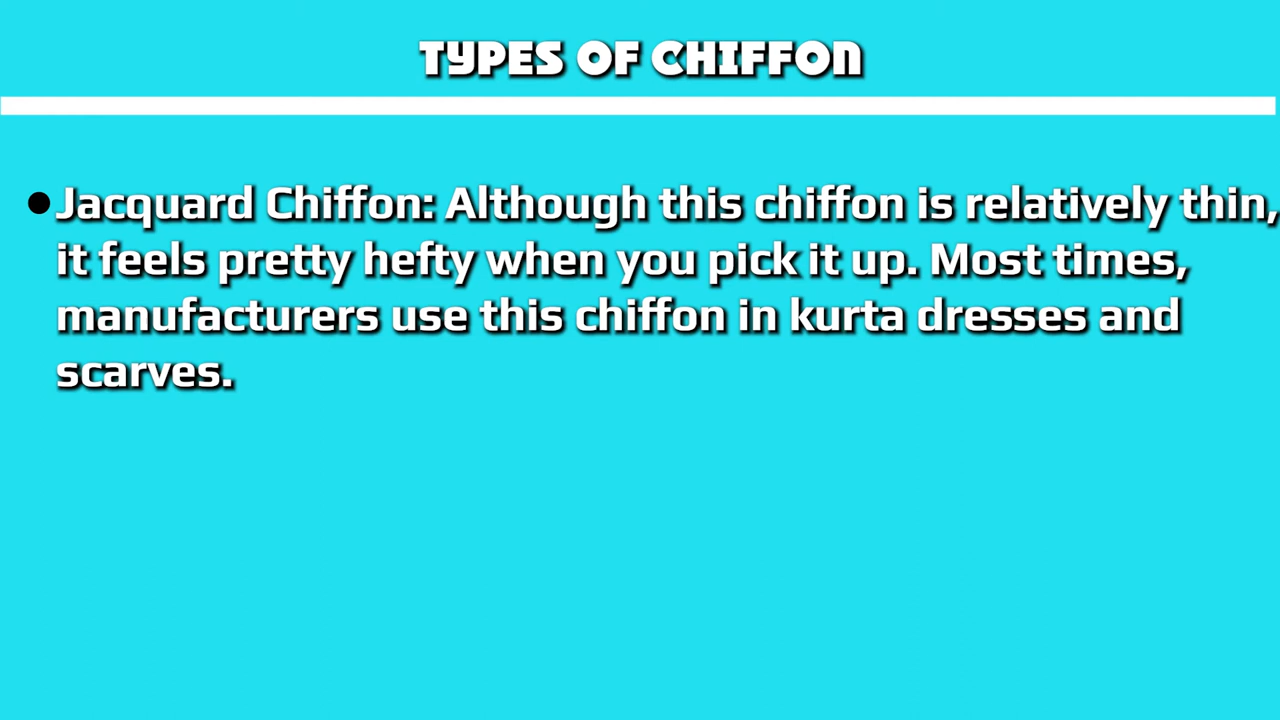 TYPES OF CHIFFON
●Jacquard Chiffon: Although this chiffon is relatively thin,
it feels pretty hefty when you pick it up. Most times,
manufacturers use this chiffon in kurta dresses and
scarves.